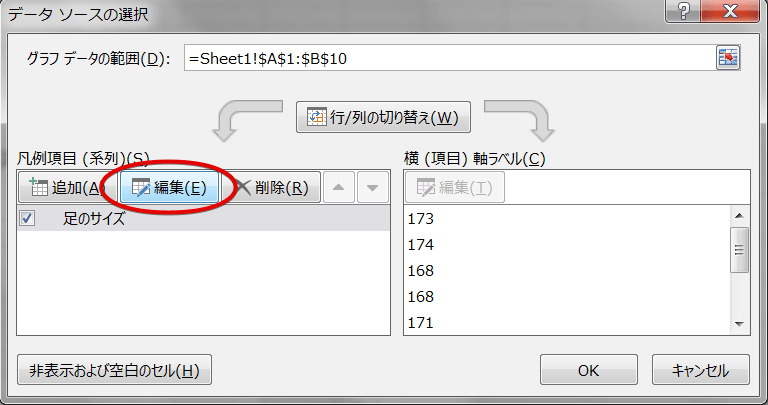 データ ソースの選択
グラフ データの範囲(D): =Sheet1!$A$1:$B$10
行/列の切り替え(W)
凡例項目 (系列)(S)
追加(A) 編集(E) 削除(R)
足のサイズ
横 (項目) 軸ラベル(C)
編集(T)
173
174
168
168
171
非表示および空白のセル(H) OK キャンセル